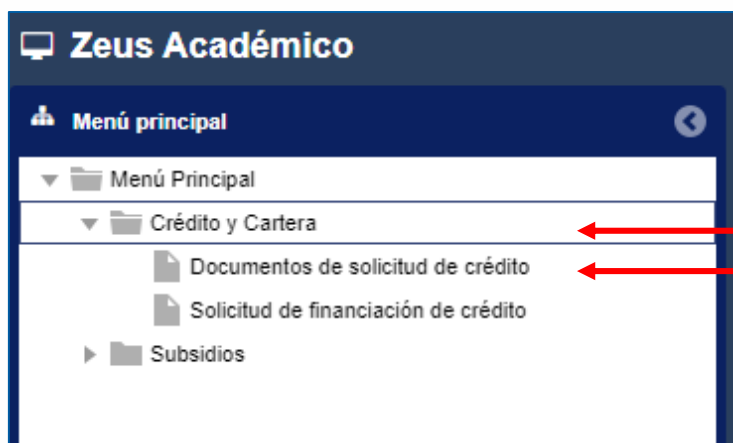 Zeus Académico
Menú principal
Menú Principal
Crédito y Cartera
Documentos de solicitud de crédito
Solicitud de financiación de crédito
Subsidios